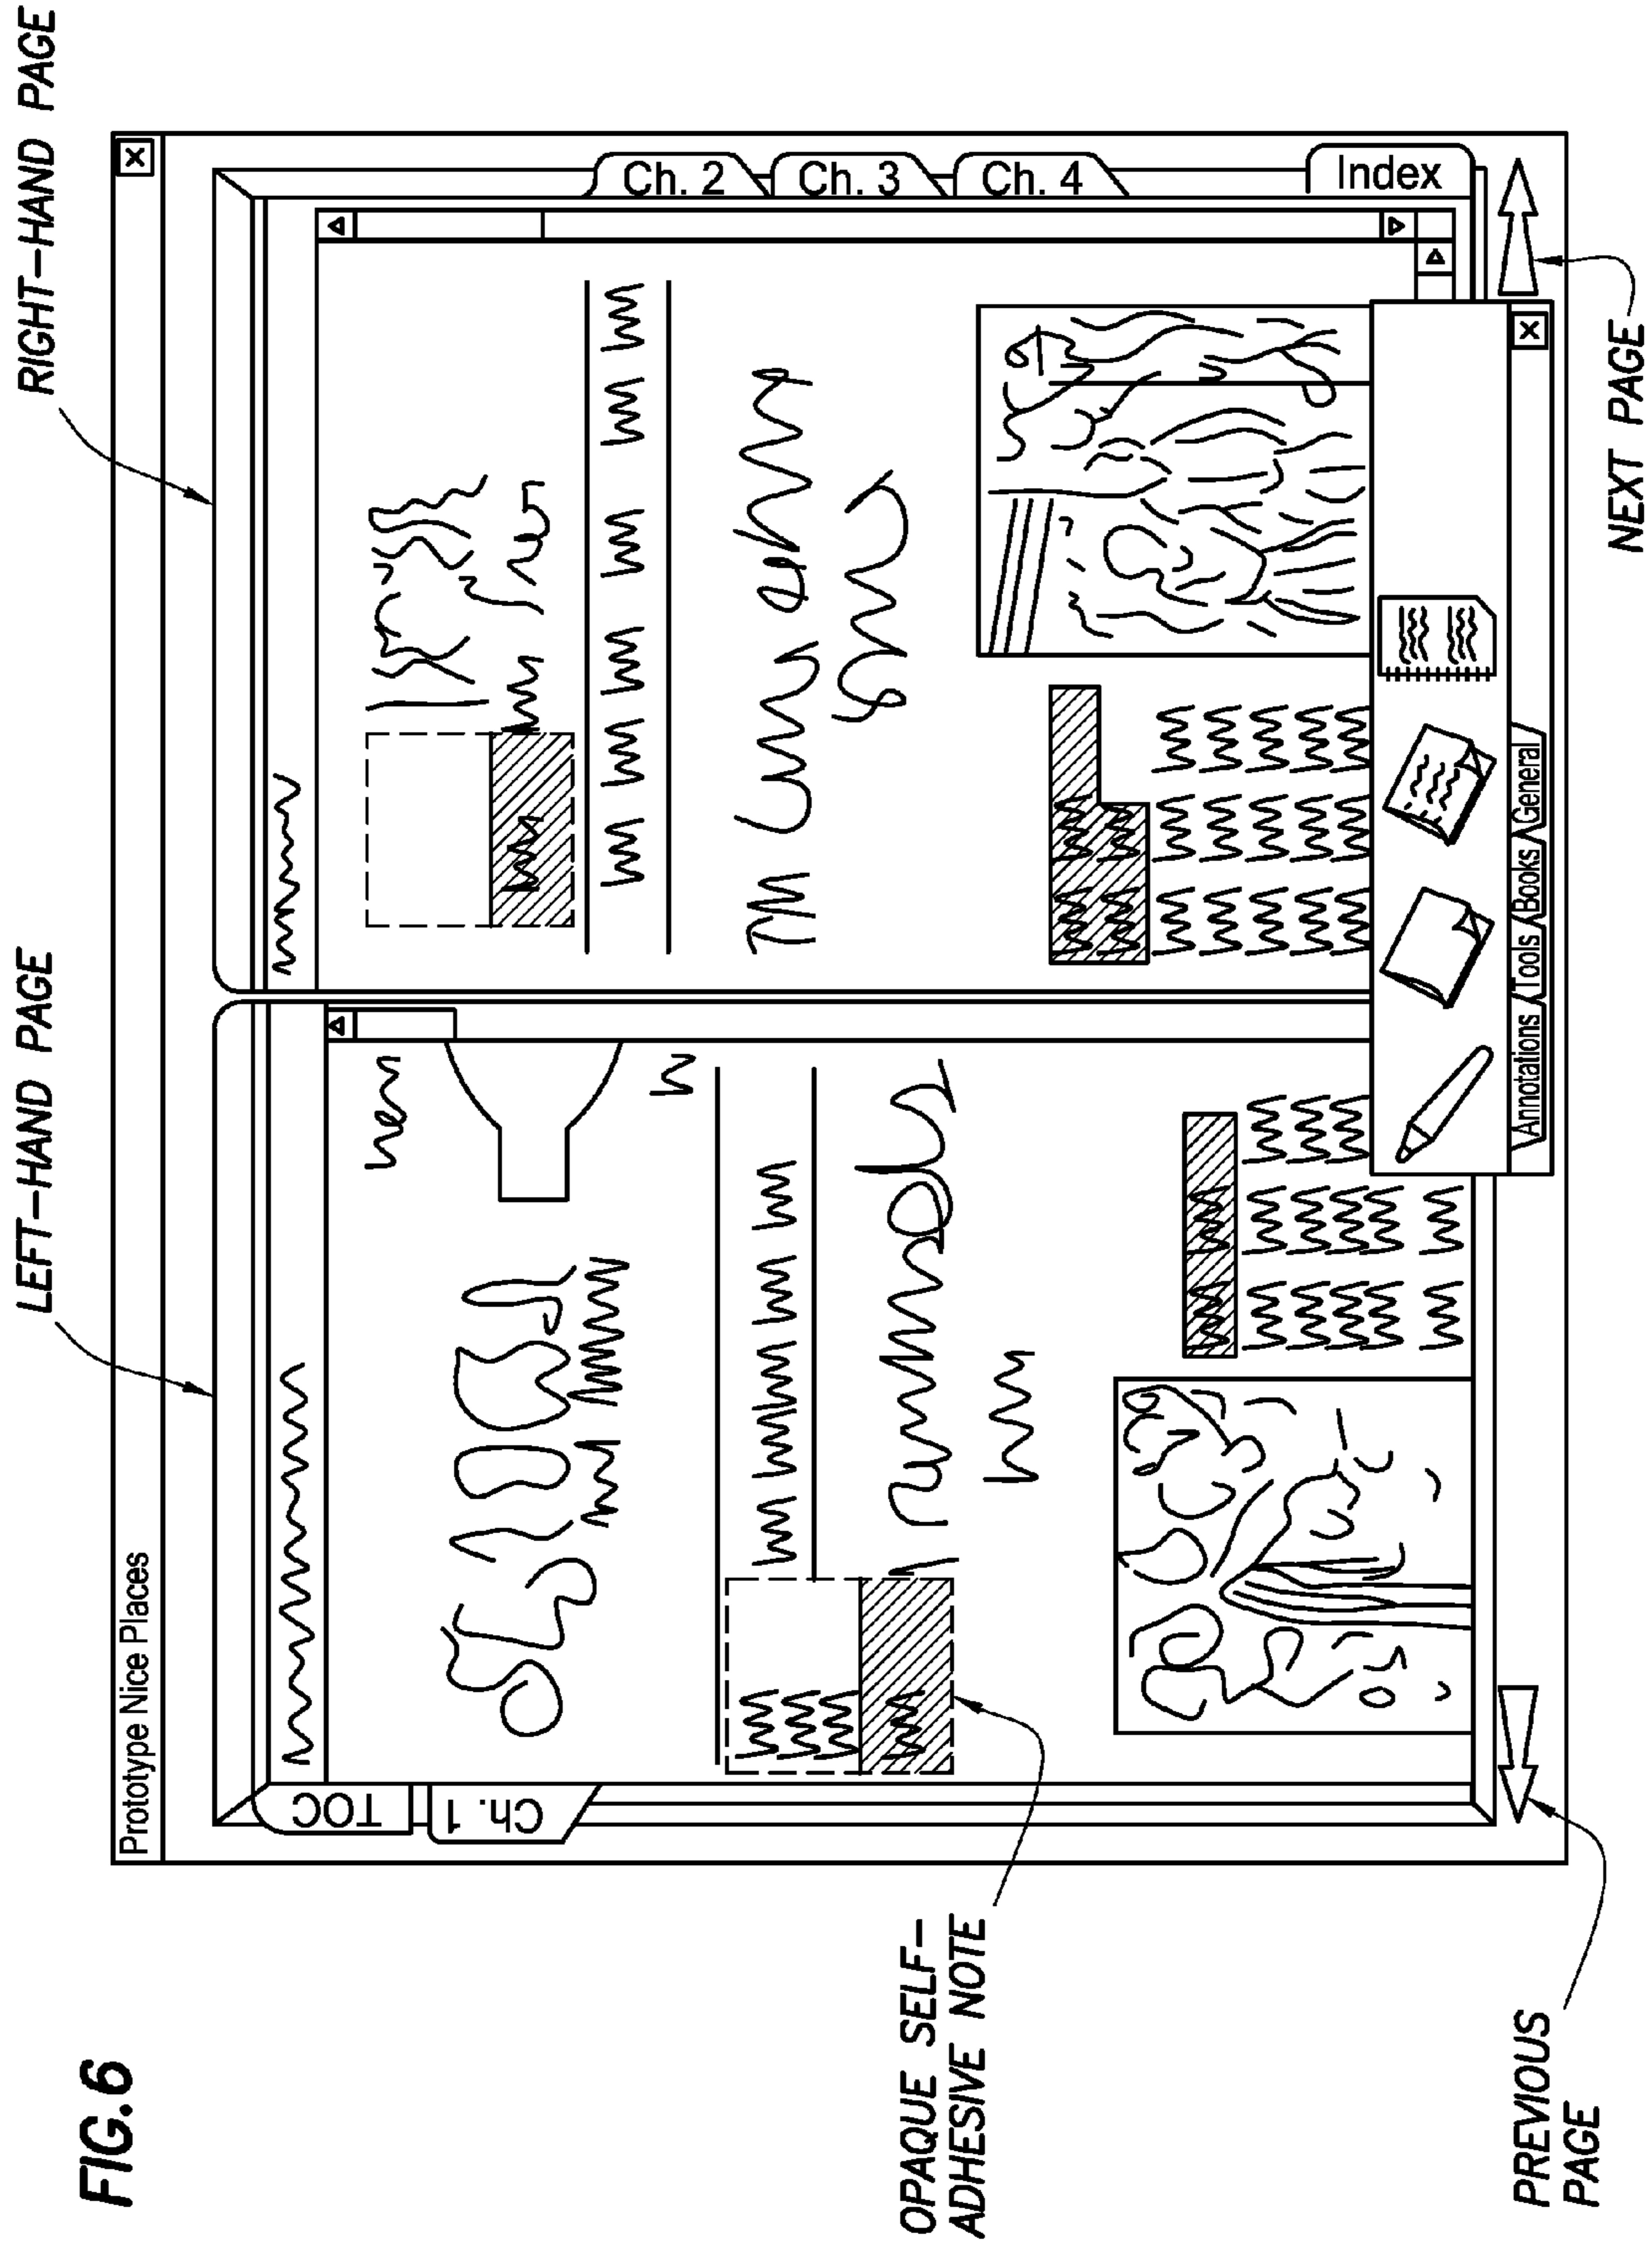 FIG.6
LEFT-HAND PAGE
RIGHT-HAND PAGE
Prototype Nice Places
X
TOC
Ch. 1
Ch. 2
Ch. 3
Ch. 4
Index
OPAQUE SELF-
ADHESIVE NOTE
X
Annotations Tools Books General
PREVIOUS
PAGE
NEXT PAGE